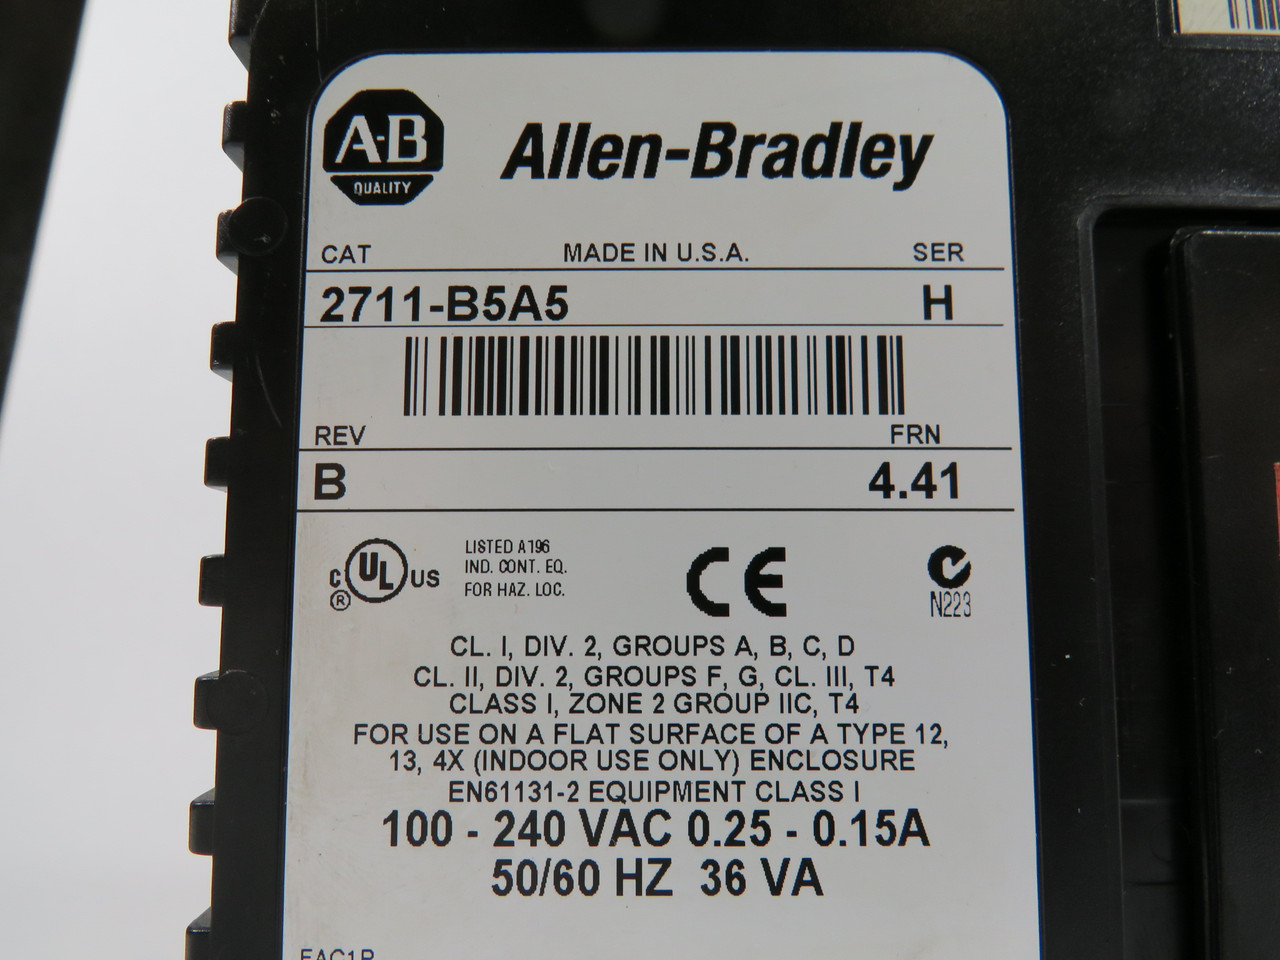 A-B
QUALITY
Allen-Bradley
CAT MADE IN U.S.A. SER
2711-B5A5 H
REV FRN
B 4.41
C UL US
®
LISTED A196
IND. CONT. EQ.
FOR HAZ. LOC.
CE
N223
CL. I, DIV. 2, GROUPS A, B, C, D
CL. II, DIV. 2, GROUPS F, G, CL. III, T4
CLASS I, ZONE 2 GROUP IIC, T4
FOR USE ON A FLAT SURFACE OF A TYPE 12,
13, 4X (INDOOR USE ONLY) ENCLOSURE
EN61131-2 EQUIPMENT CLASS I
100 - 240 VAC 0.25 - 0.15A
50/60 HZ 36 VA